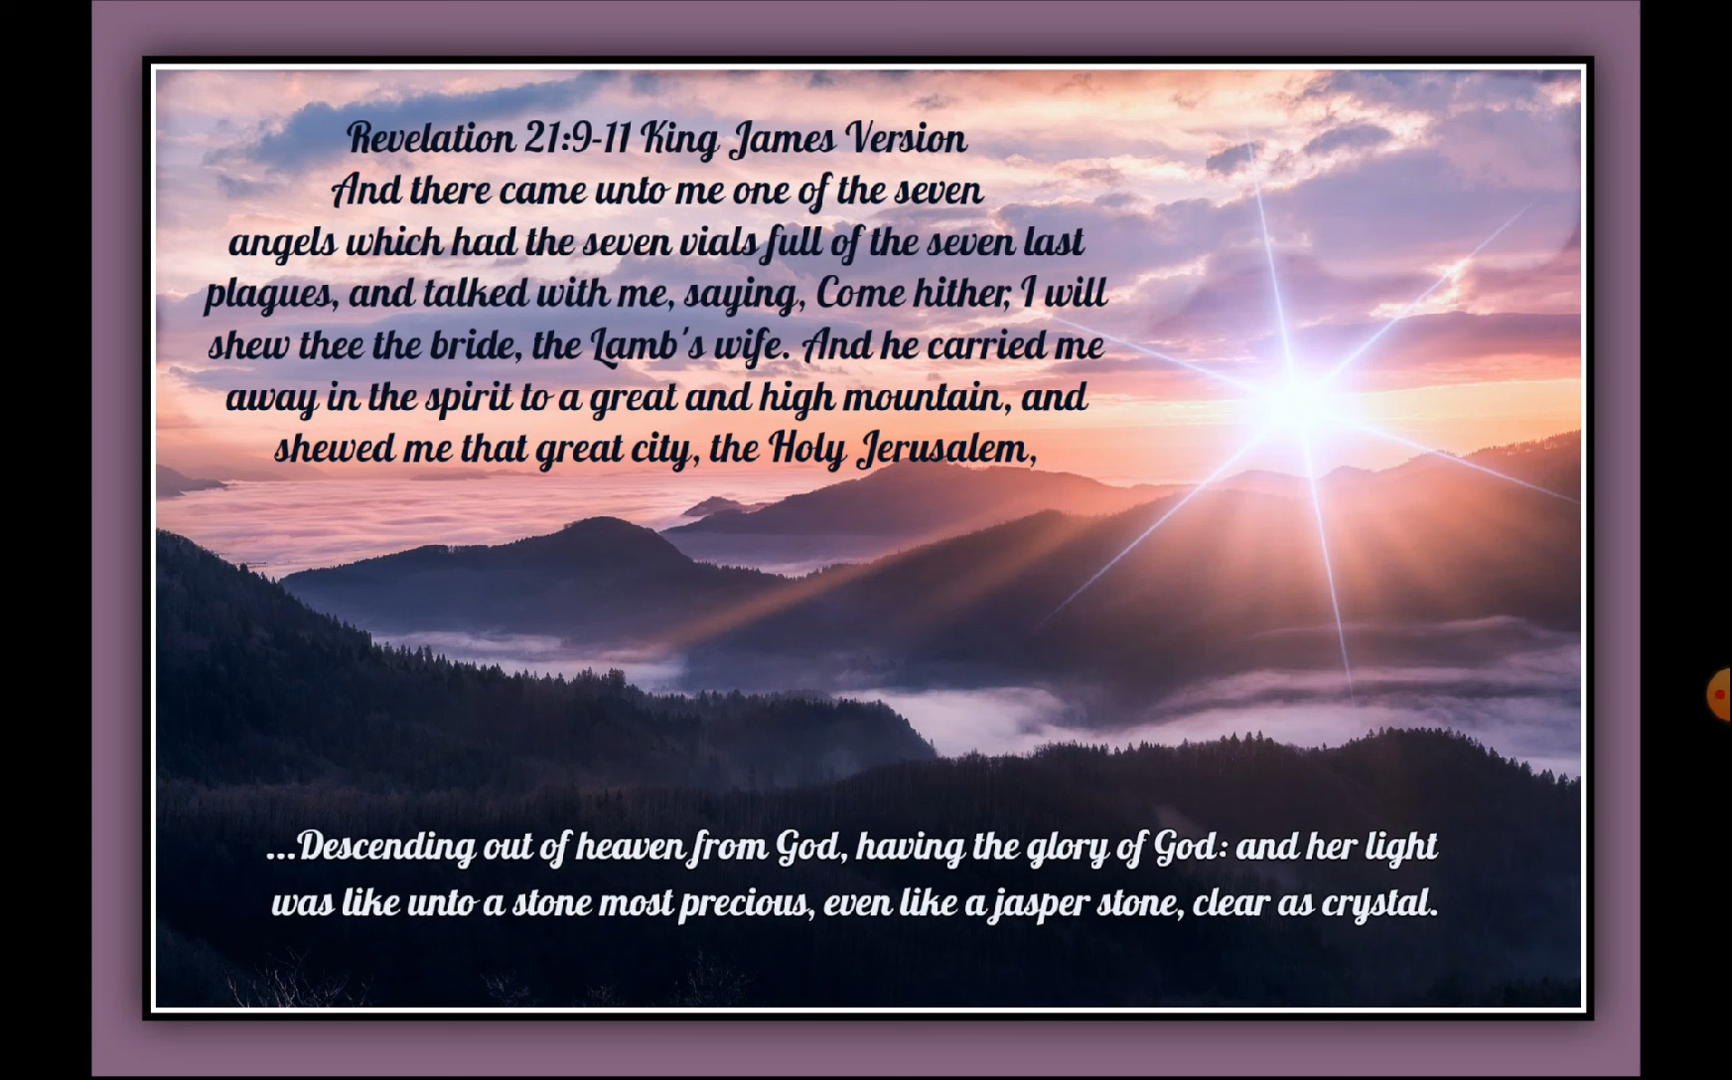 Revelation 21:9-11 King James Version
And there came unto me one of the seven
angels which had the seven vials full of the seven last
plagues, and talked with me, saying, Come hither, I will
shew thee the bride, the Lamb's wife. And he carried me
away in the spirit to a great and high mountain, and
shewed me that great city, the Holy Jerusalem,
...Descending out of heaven from God, having the glory of God: and her light
was like unto a stone most precious, even like a jasper stone, clear as crystal.